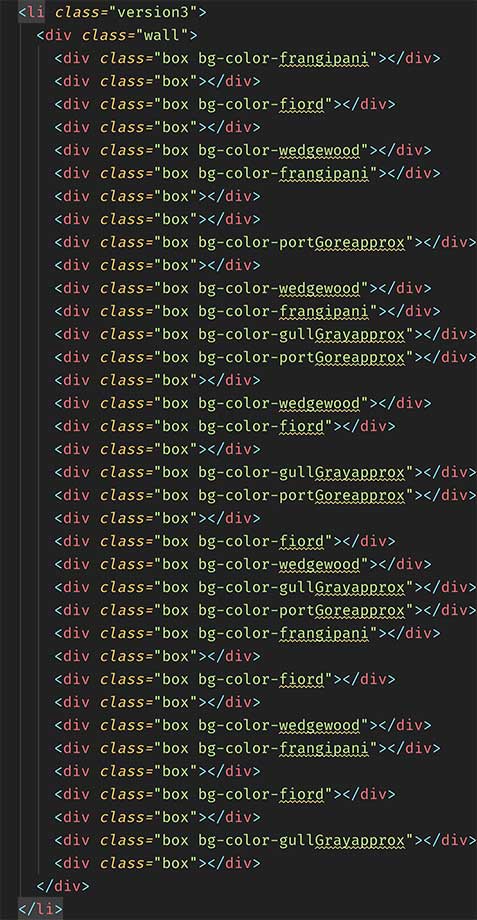 <li class="version3">
<div class="wall">
<div class="box bg-color-frangipani"></div>
<div class="box"></div>
<div class="box bg-color-fiord"></div>
<div class="box"></div>
<div class="box bg-color-wedgewood"></div>
<div class="box bg-color-frangipani"></div>
<div class="box"></div>
<div class="box"></div>
<div class="box bg-color-portGoreapprox"></div>
<div class="box"></div>
<div class="box bg-color-wedgewood"></div>
<div class="box bg-color-frangipani"></div>
<div class="box bg-color-gullGrayapprox"></div>
<div class="box bg-color-portGoreapprox"></div>
<div class="box"></div>
<div class="box bg-color-wedgewood"></div>
<div class="box bg-color-fiord"></div>
<div class="box"></div>
<div class="box bg-color-gullGrayapprox"></div>
<div class="box bg-color-portGoreapprox"></div>
<div class="box"></div>
<div class="box bg-color-fiord"></div>
<div class="box bg-color-wedgewood"></div>
<div class="box bg-color-gullGrayapprox"></div>
<div class="box bg-color-portGoreapprox"></div>
<div class="box bg-color-frangipani"></div>
<div class="box"></div>
<div class="box bg-color-fiord"></div>
<div class="box"></div>
<div class="box bg-color-wedgewood"></div>
<div class="box bg-color-frangipani"></div>
<div class="box"></div>
<div class="box bg-color-fiord"></div>
<div class="box"></div>
<div class="box bg-color-gullGrayapprox"></div>
<div class="box"></div>
</div>
</li>